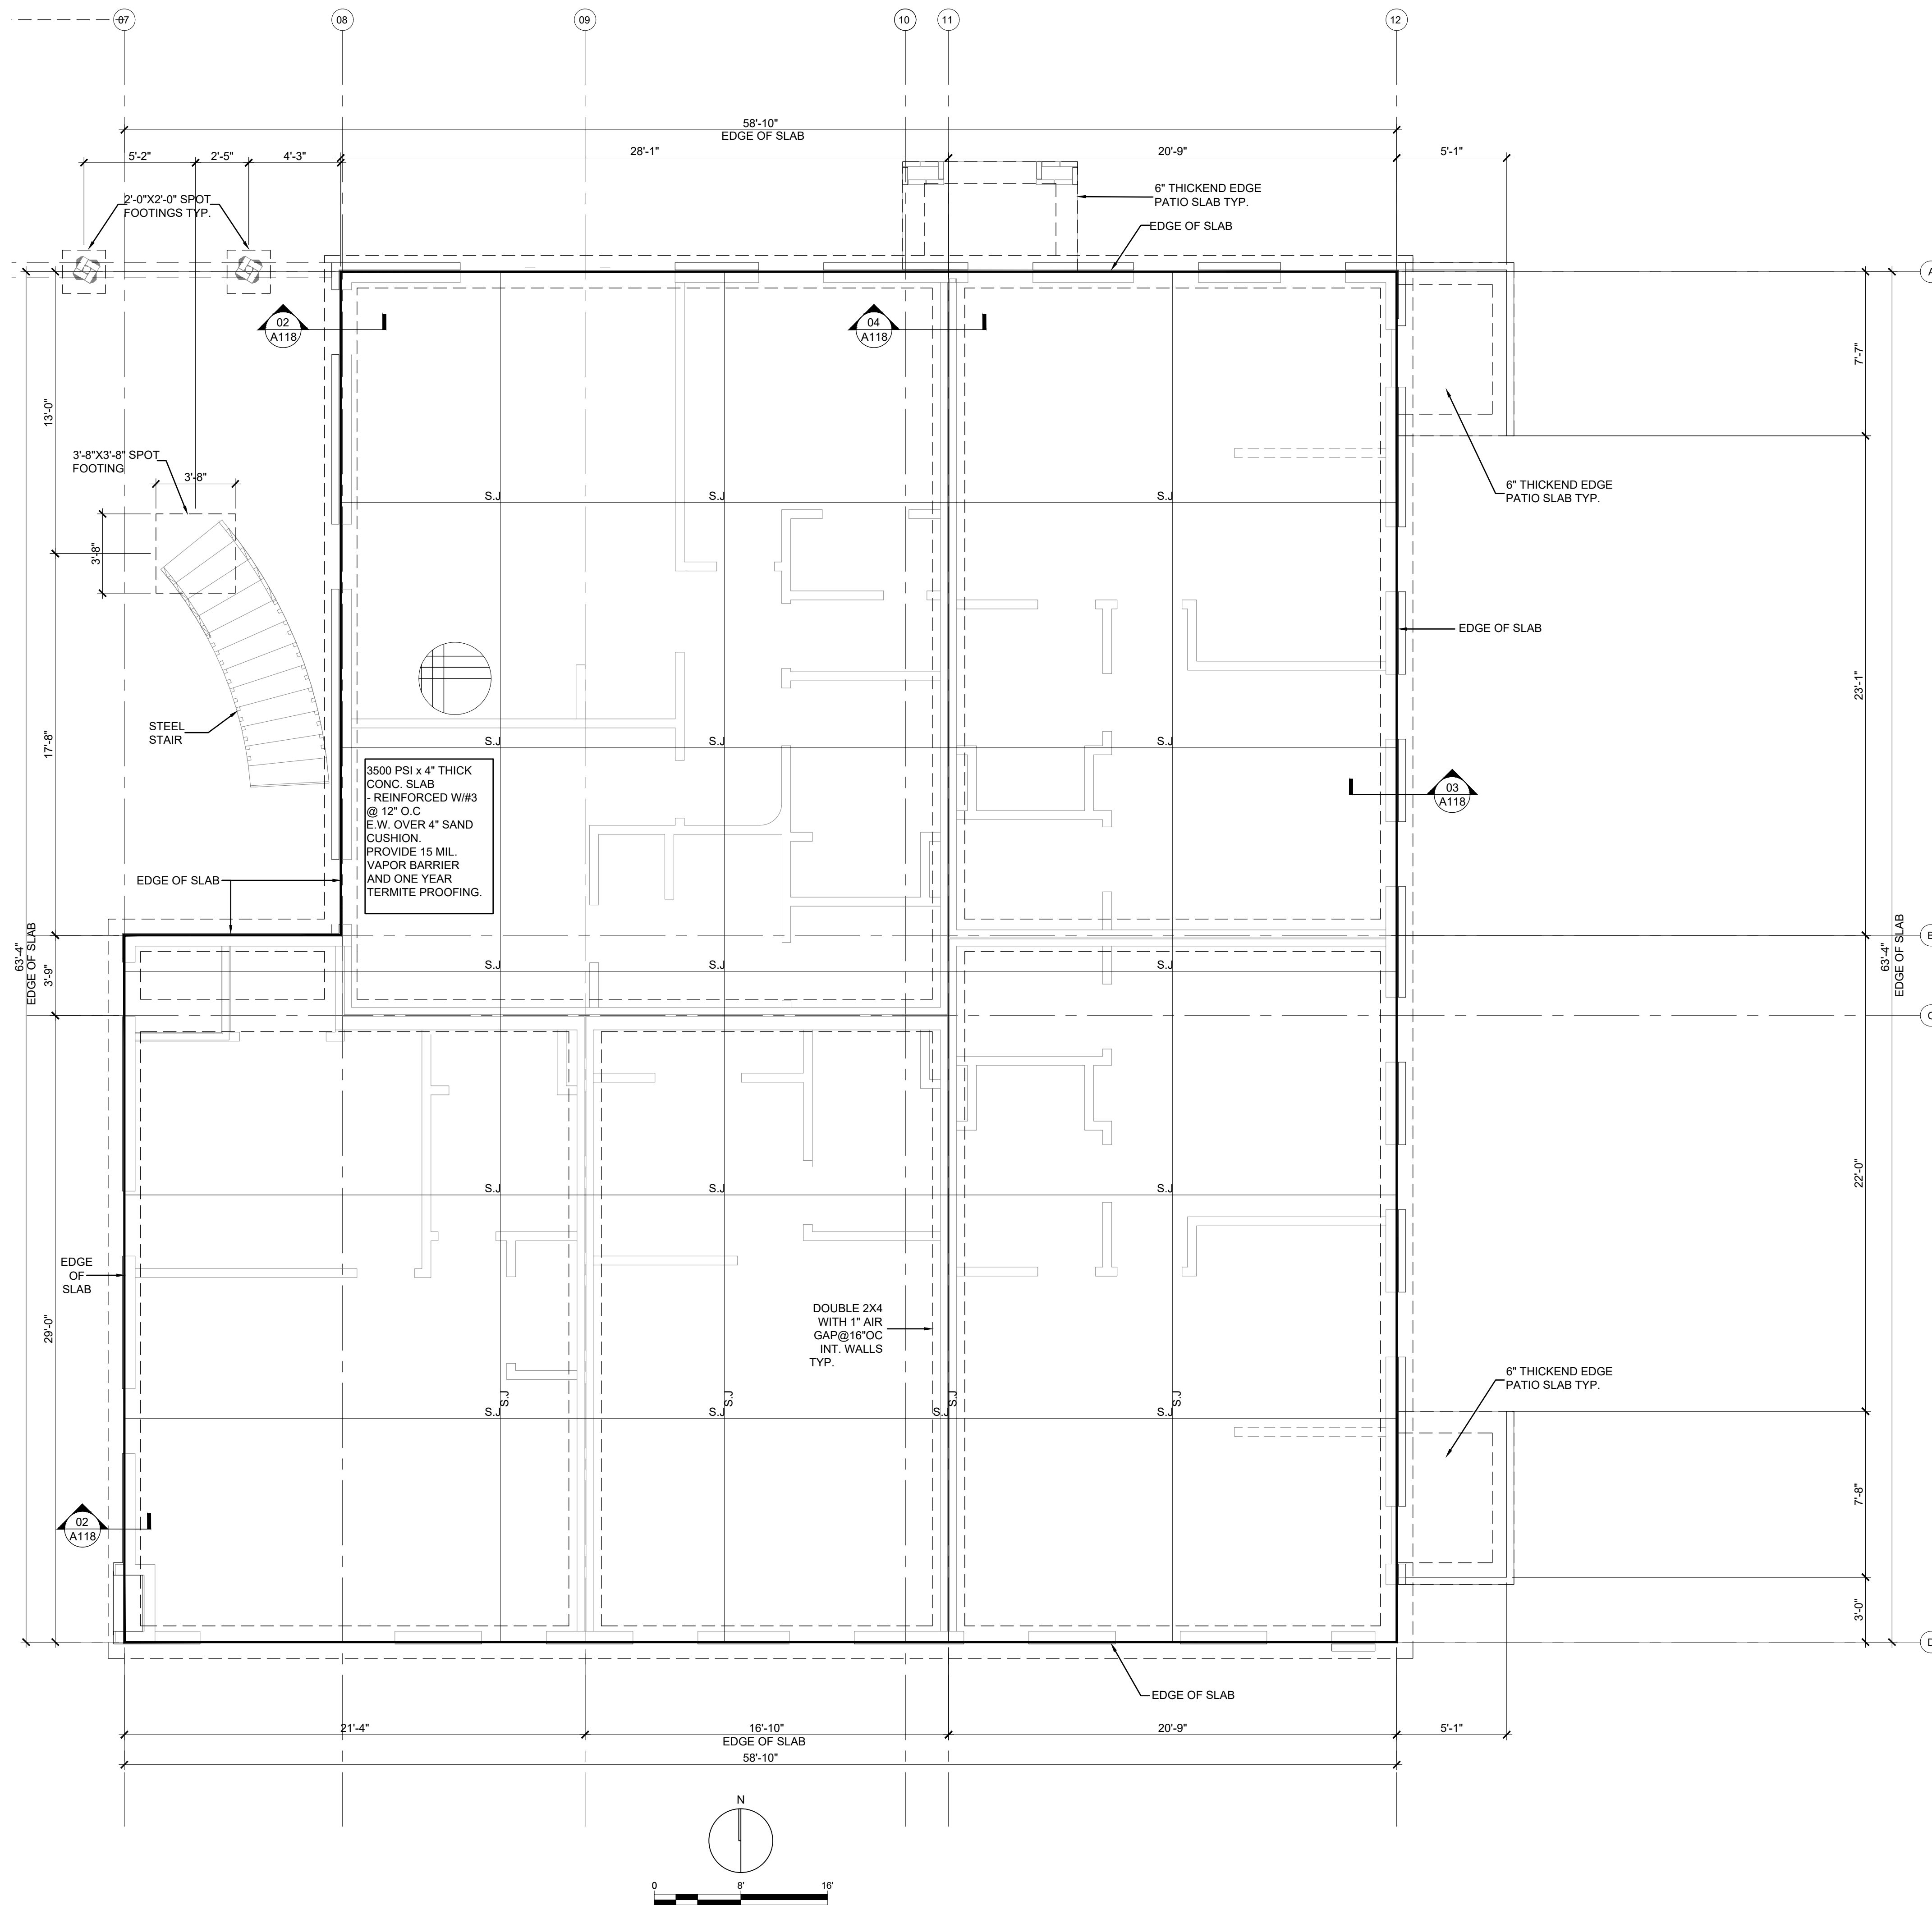 07
08
09
10
11
12
58'-10"
EDGE OF SLAB
5'-2"
2'-5"
4'-3"
28'-1"
20'-9"
5'-1"
2'-0"X2'-0" SPOT
FOOTINGS TYP.
6" THICKEND EDGE
PATIO SLAB TYP.
EDGE OF SLAB
A
02
A118
04
A118
7'-7"
13'-0"
3'-8"X3'-8" SPOT
FOOTING
3'-8"
3'-8"
6" THICKEND EDGE
PATIO SLAB TYP.
S.J
S.J
S.J
EDGE OF SLAB
23'-1"
STEEL
STAIR
17'-8"
S.J
S.J
S.J
3500 PSI x 4" THICK
CONC. SLAB
- REINFORCED W/#3
@ 12" O.C
E.W. OVER 4" SAND
CUSHION.
PROVIDE 15 MIL.
VAPOR BARRIER
AND ONE YEAR
TERMITE PROOFING.
03
A118
EDGE OF SLAB
63'-4"
EDGE OF SLAB
3'-9"
63'-4"
EDGE OF SLAB
S.J
S.J
S.J
22'-0"
S.J
S.J
S.J
EDGE
OF
SLAB
29'-0"
DOUBLE 2X4
WITH 1" AIR
GAP@16"OC
INT. WALLS
TYP.
6" THICKEND EDGE
PATIO SLAB TYP.
S.J
S.J
S.J
S.J
S.J
S.J
S.J
S.J
7'-8"
02
A118
3'-0"
EDGE OF SLAB
21'-4"
16'-10"
20'-9"
5'-1"
EDGE OF SLAB
58'-10"
N
0
8'
16'